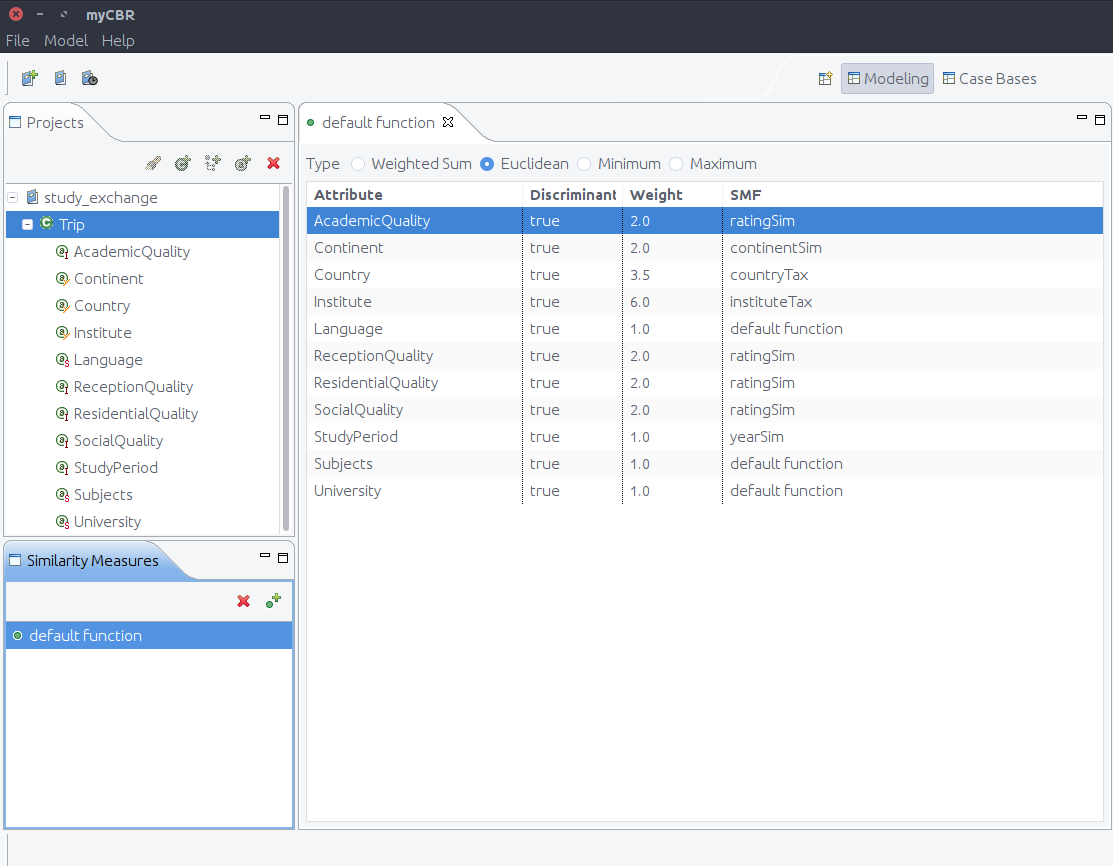 myCBR
File Model Help
Modeling Case Bases
Projects
study_exchange
Trip
AcademicQuality
Continent
Country
Institute
Language
ReceptionQuality
ResidentialQuality
SocialQuality
StudyPeriod
Subjects
University
Similarity Measures
default function
default function
Type Weighted Sum Euclidean Minimum Maximum
Attribute Discriminant Weight SMF
AcademicQuality true 2.0 ratingSim
Continent true 2.0 continentSim
Country true 3.5 countryTax
Institute true 6.0 instituteTax
Language true 1.0 default function
ReceptionQuality true 2.0 ratingSim
ResidentialQuality true 2.0 ratingSim
SocialQuality true 2.0 ratingSim
StudyPeriod true 1.0 yearSim
Subjects true 1.0 default function
University true 1.0 default function